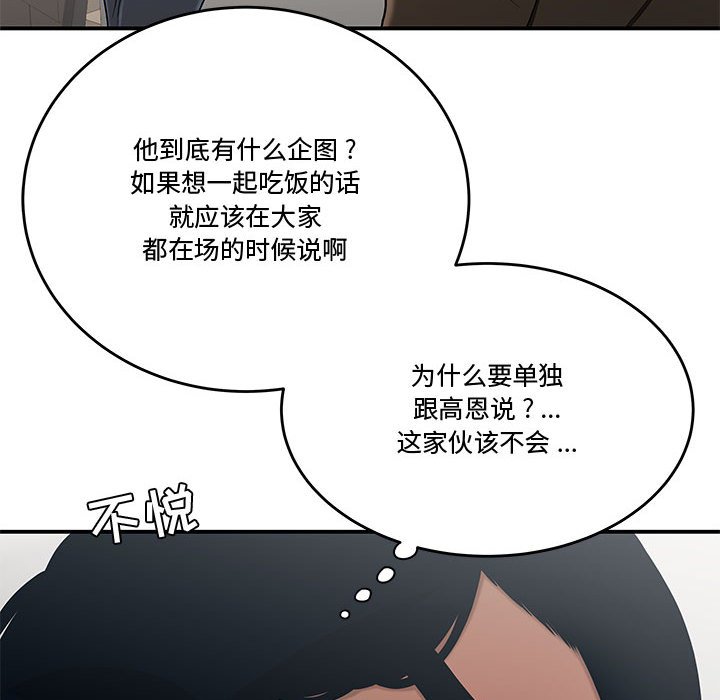 他到底有什么企图？
如果想一起吃饭的话
就应该在大家
都在场的时候说啊
为什么要单独
跟高恩说？...
这家伙该不会...
不悦